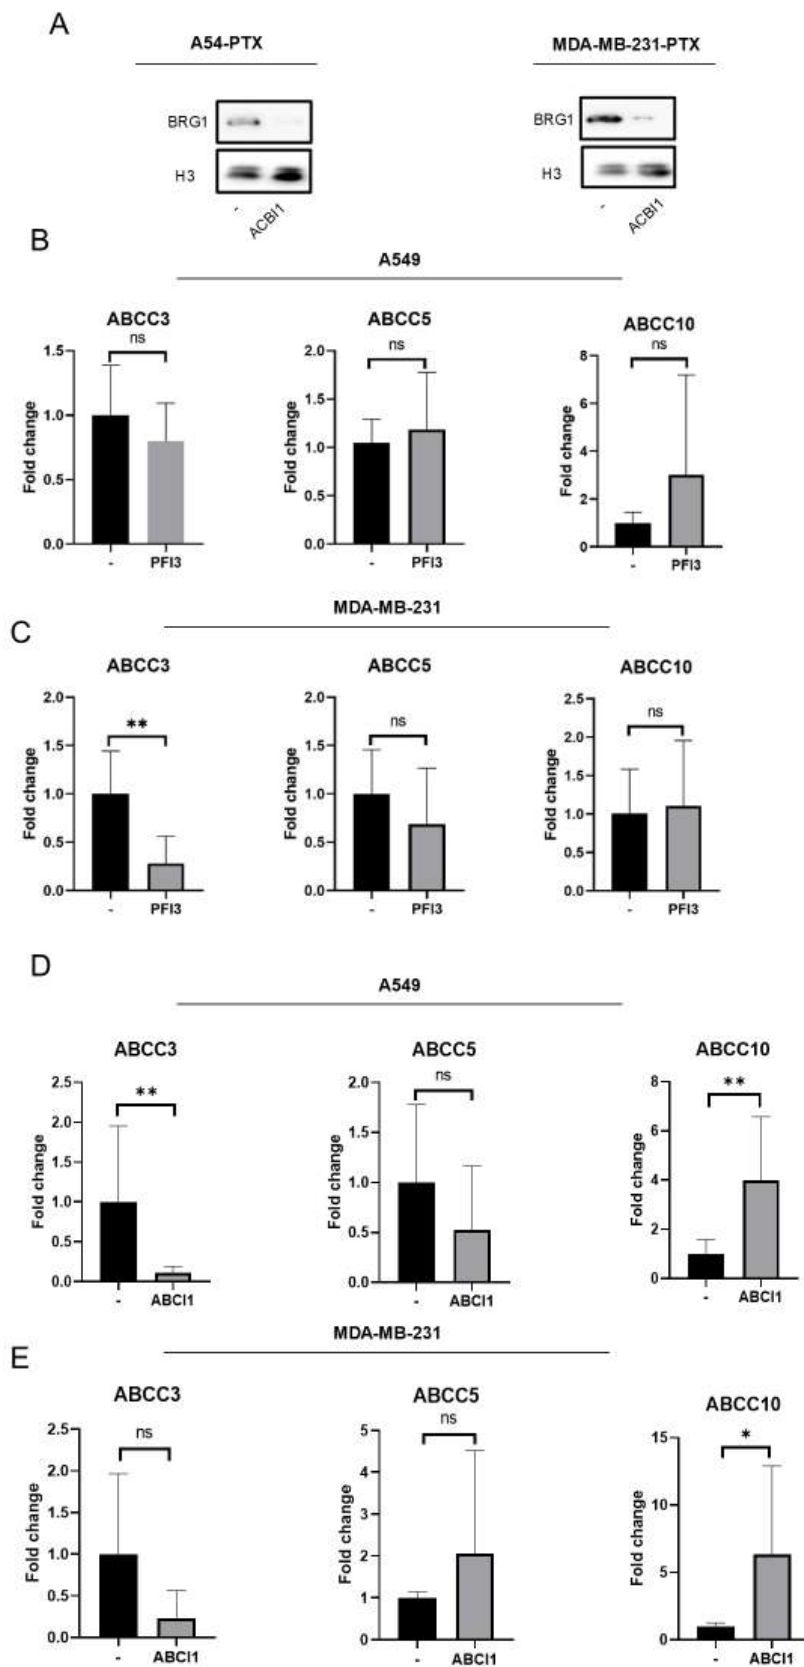 A
A54-PTX
MDA-MB-231-PTX
BRG1
BRG1
H3
H3
-
ACBI1
-
ACBI1
B
A549
ABCC3
ABCC5
ABCC10
ns
ns
ns
Fold change
1.5
1.0
0.5
0.0
-
PFI3
Fold change
2.0
1.5
1.0
0.5
0.0
-
PFI3
Fold change
8
6
4
2
0
-
PFI3
C
MDA-MB-231
ABCC3
ABCC5
ABCC10
**
ns
ns
Fold change
2.0
1.5
1.0
0.5
0.0
-
PFI3
Fold change
2.0
1.5
1.0
0.5
0.0
-
PFI3
Fold change
2.5
2.0
1.5
1.0
0.5
0.0
-
PFI3
D
A549
ABCC3
ABCC5
ABCC10
**
ns
**
Fold change
2.5
2.0
1.5
1.0
0.5
0.0
-
ABCI1
Fold change
2.0
1.5
1.0
0.5
0.0
-
ABCI1
Fold change
8
6
4
2
0
-
ABCI1
MDA-MB-231
E
ABCC3
ABCC5
ABCC10
ns
ns
*
Fold change
2.5
2.0
1.5
1.0
0.5
0.0
-
ABCI1
Fold change
5
4
3
2
1
0
-
ABCI1
Fold change
15
10
5
0
-
ABCI1